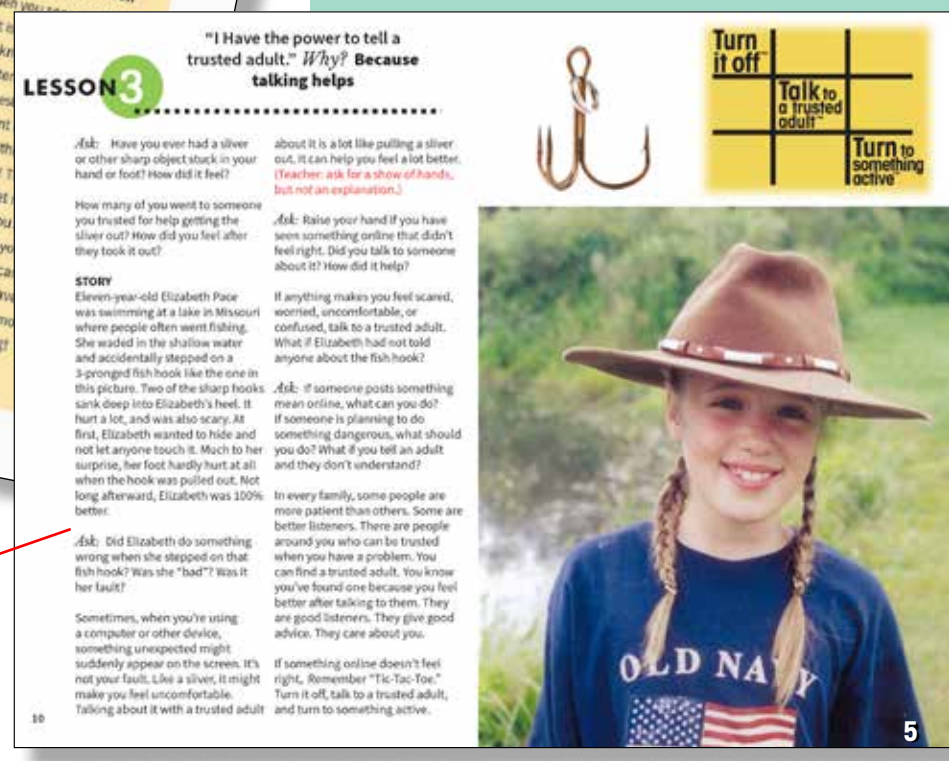 LESSON 3
"I Have the power to tell a
trusted adult." Why? Because
talking helps
Ask: Have you ever had a sliver
or other sharp object stuck in your
hand or foot? How did it feel?
How many of you went to someone
you trusted for help getting the
sliver out? How did you feel after
they took it out?
STORY
Eleven-year-old Elizabeth Pace
was swimming at a lake in Missouri
where people often went fishing.
She waded in the shallow water
and accidentally stepped on a
3-pronged fish hook like the one in
this picture. Two of the sharp hooks
sank deep into Elizabeth's heel. It
hurt a lot, and was also scary. At
first, Elizabeth wanted to hide and
not let anyone touch it. Much to her
surprise, her foot hardly hurt at all
when the hook was pulled out. Not
long afterward, Elizabeth was 100%
better.
Ask: Did Elizabeth do something
wrong when she stepped on that
fish hook? Was she "bad"? Was it
her fault?
Sometimes, when you're using
a computer or other device,
something unexpected might
suddenly appear on the screen. It's
not your fault. Like a sliver, it might
make you feel uncomfortable.
Talking about it with a trusted adult
10
about it is a lot like pulling a sliver
out. It can help you feel a lot better.
(Teacher: ask for a show of hands,
but not an explanation.)
Ask: Raise your hand if you have
seen something online that didn't
feel right. Did you talk to someone
about it? How did it help?
If anything makes you feel scared,
worried, uncomfortable, or
confused, talk to a trusted adult.
What if Elizabeth had not told
anyone about the fish hook?
Ask: If someone posts something
mean online, what can you do?
If someone is planning to do
something dangerous, what should
you do? What if you tell an adult
and they don't understand?
In every family, some people are
more patient than others. Some are
better listeners. There are people
around you who can be trusted
when you have a problem. You
can find a trusted adult. You know
you've found one because you feel
better after talking to them. They
are good listeners. They give good
advice. They care about you.
If something online doesn't feel
right, Remember "Tic-Tac-Toe."
Turn it off, talk to a trusted adult,
and turn to something active.
Turn
it off™
Talk to
a trusted
adult™
Turn to
something
active™
OLD NAVY
5